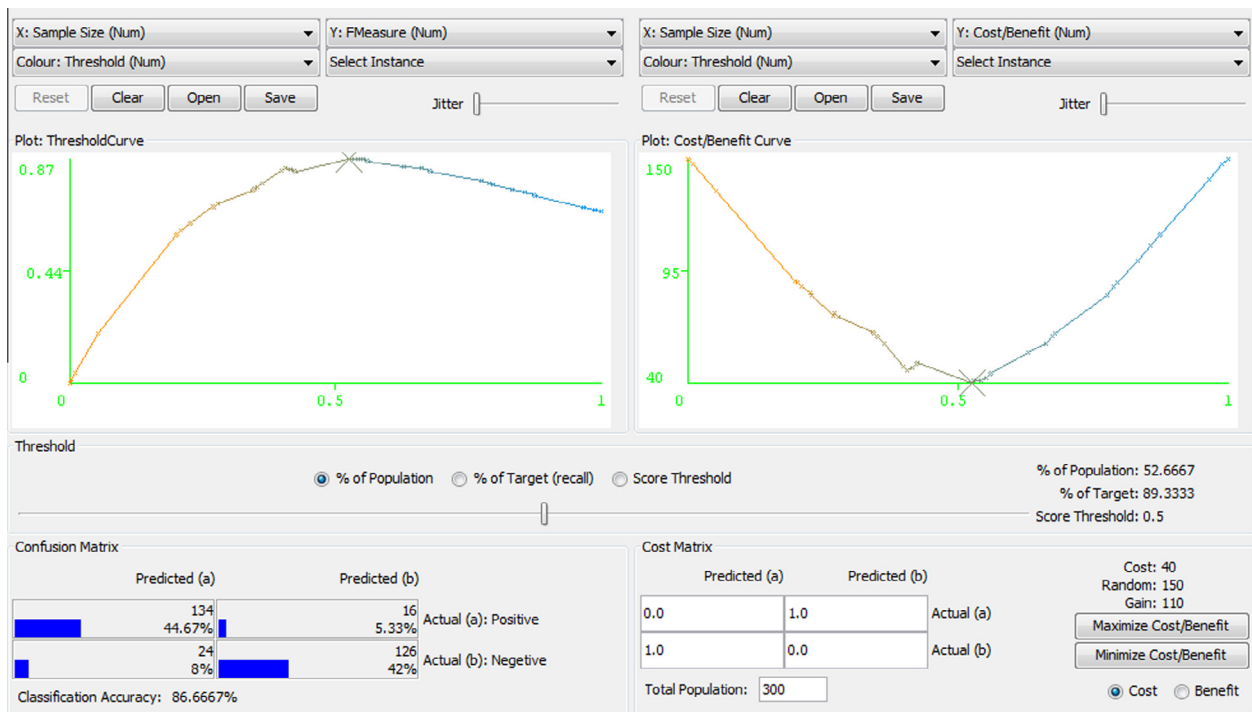 X: Sample Size (Num) Y: FMeasure (Num)
Colour: Threshold (Num) Select Instance
Reset Clear Open Save Jitter
Plot: ThresholdCurve
0.87
0.44
0
0 0.5 1
X: Sample Size (Num) Y: Cost/Benefit (Num)
Colour: Threshold (Num) Select Instance
Reset Clear Open Save Jitter
Plot: Cost/Benefit Curve
150
95
40
0 0.5 1
Threshold
% of Population % of Target (recall) Score Threshold
% of Population: 52.6667
% of Target: 89.3333
Score Threshold: 0.5
Confusion Matrix
Predicted (a) Predicted (b)
134 16
44.67% 5.33%
Actual (a): Positive
24 126
8% 42%
Actual (b): Negetive
Classification Accuracy: 86.6667%
Cost Matrix
Predicted (a) Predicted (b)
0.0 1.0 Actual (a)
1.0 0.0 Actual (b)
Total Population: 300
Cost: 40
Random: 150
Gain: 110
Maximize Cost/Benefit
Minimize Cost/Benefit
Cost Benefit